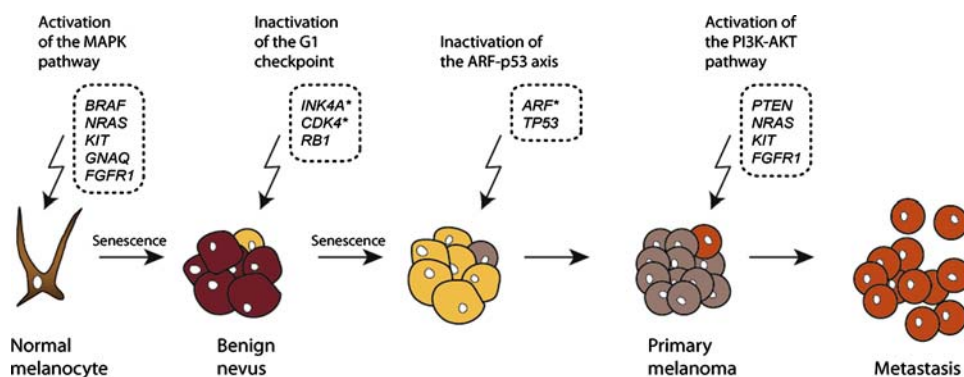 Activation
of the MAPK
pathway
BRAF
NRAS
KIT
GNAQ
FGFR1
Inactivation
of the G1
checkpoint
INK4A*
CDK4*
RB1
Inactivation of
the ARF-p53 axis
ARF*
TP53
Activation of
the PI3K-AKT
pathway
PTEN
NRAS
KIT
FGFR1
Senescence
Senescence
Normal
melanocyte
Benign
nevus
Primary
melanoma
Metastasis